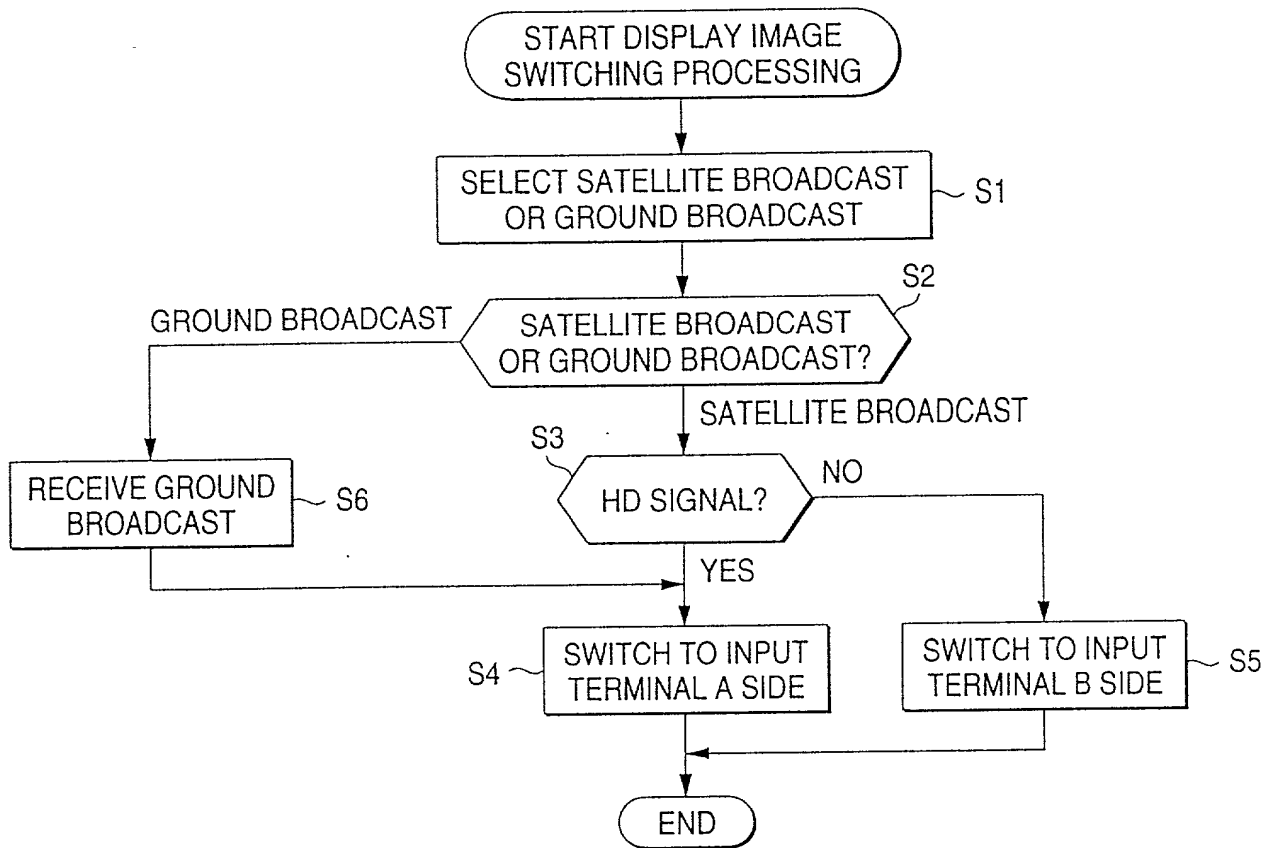 START DISPLAY IMAGE
SWITCHING PROCESSING
SELECT SATELLITE BROADCAST
OR GROUND BROADCAST
S1
S2
GROUND BROADCAST
SATELLITE BROADCAST
OR GROUND BROADCAST?
SATELLITE BROADCAST
S3
HD SIGNAL?
NO
RECEIVE GROUND
BROADCAST
S6
YES
S4
SWITCH TO INPUT
TERMINAL A SIDE
SWITCH TO INPUT
TERMINAL B SIDE
S5
END